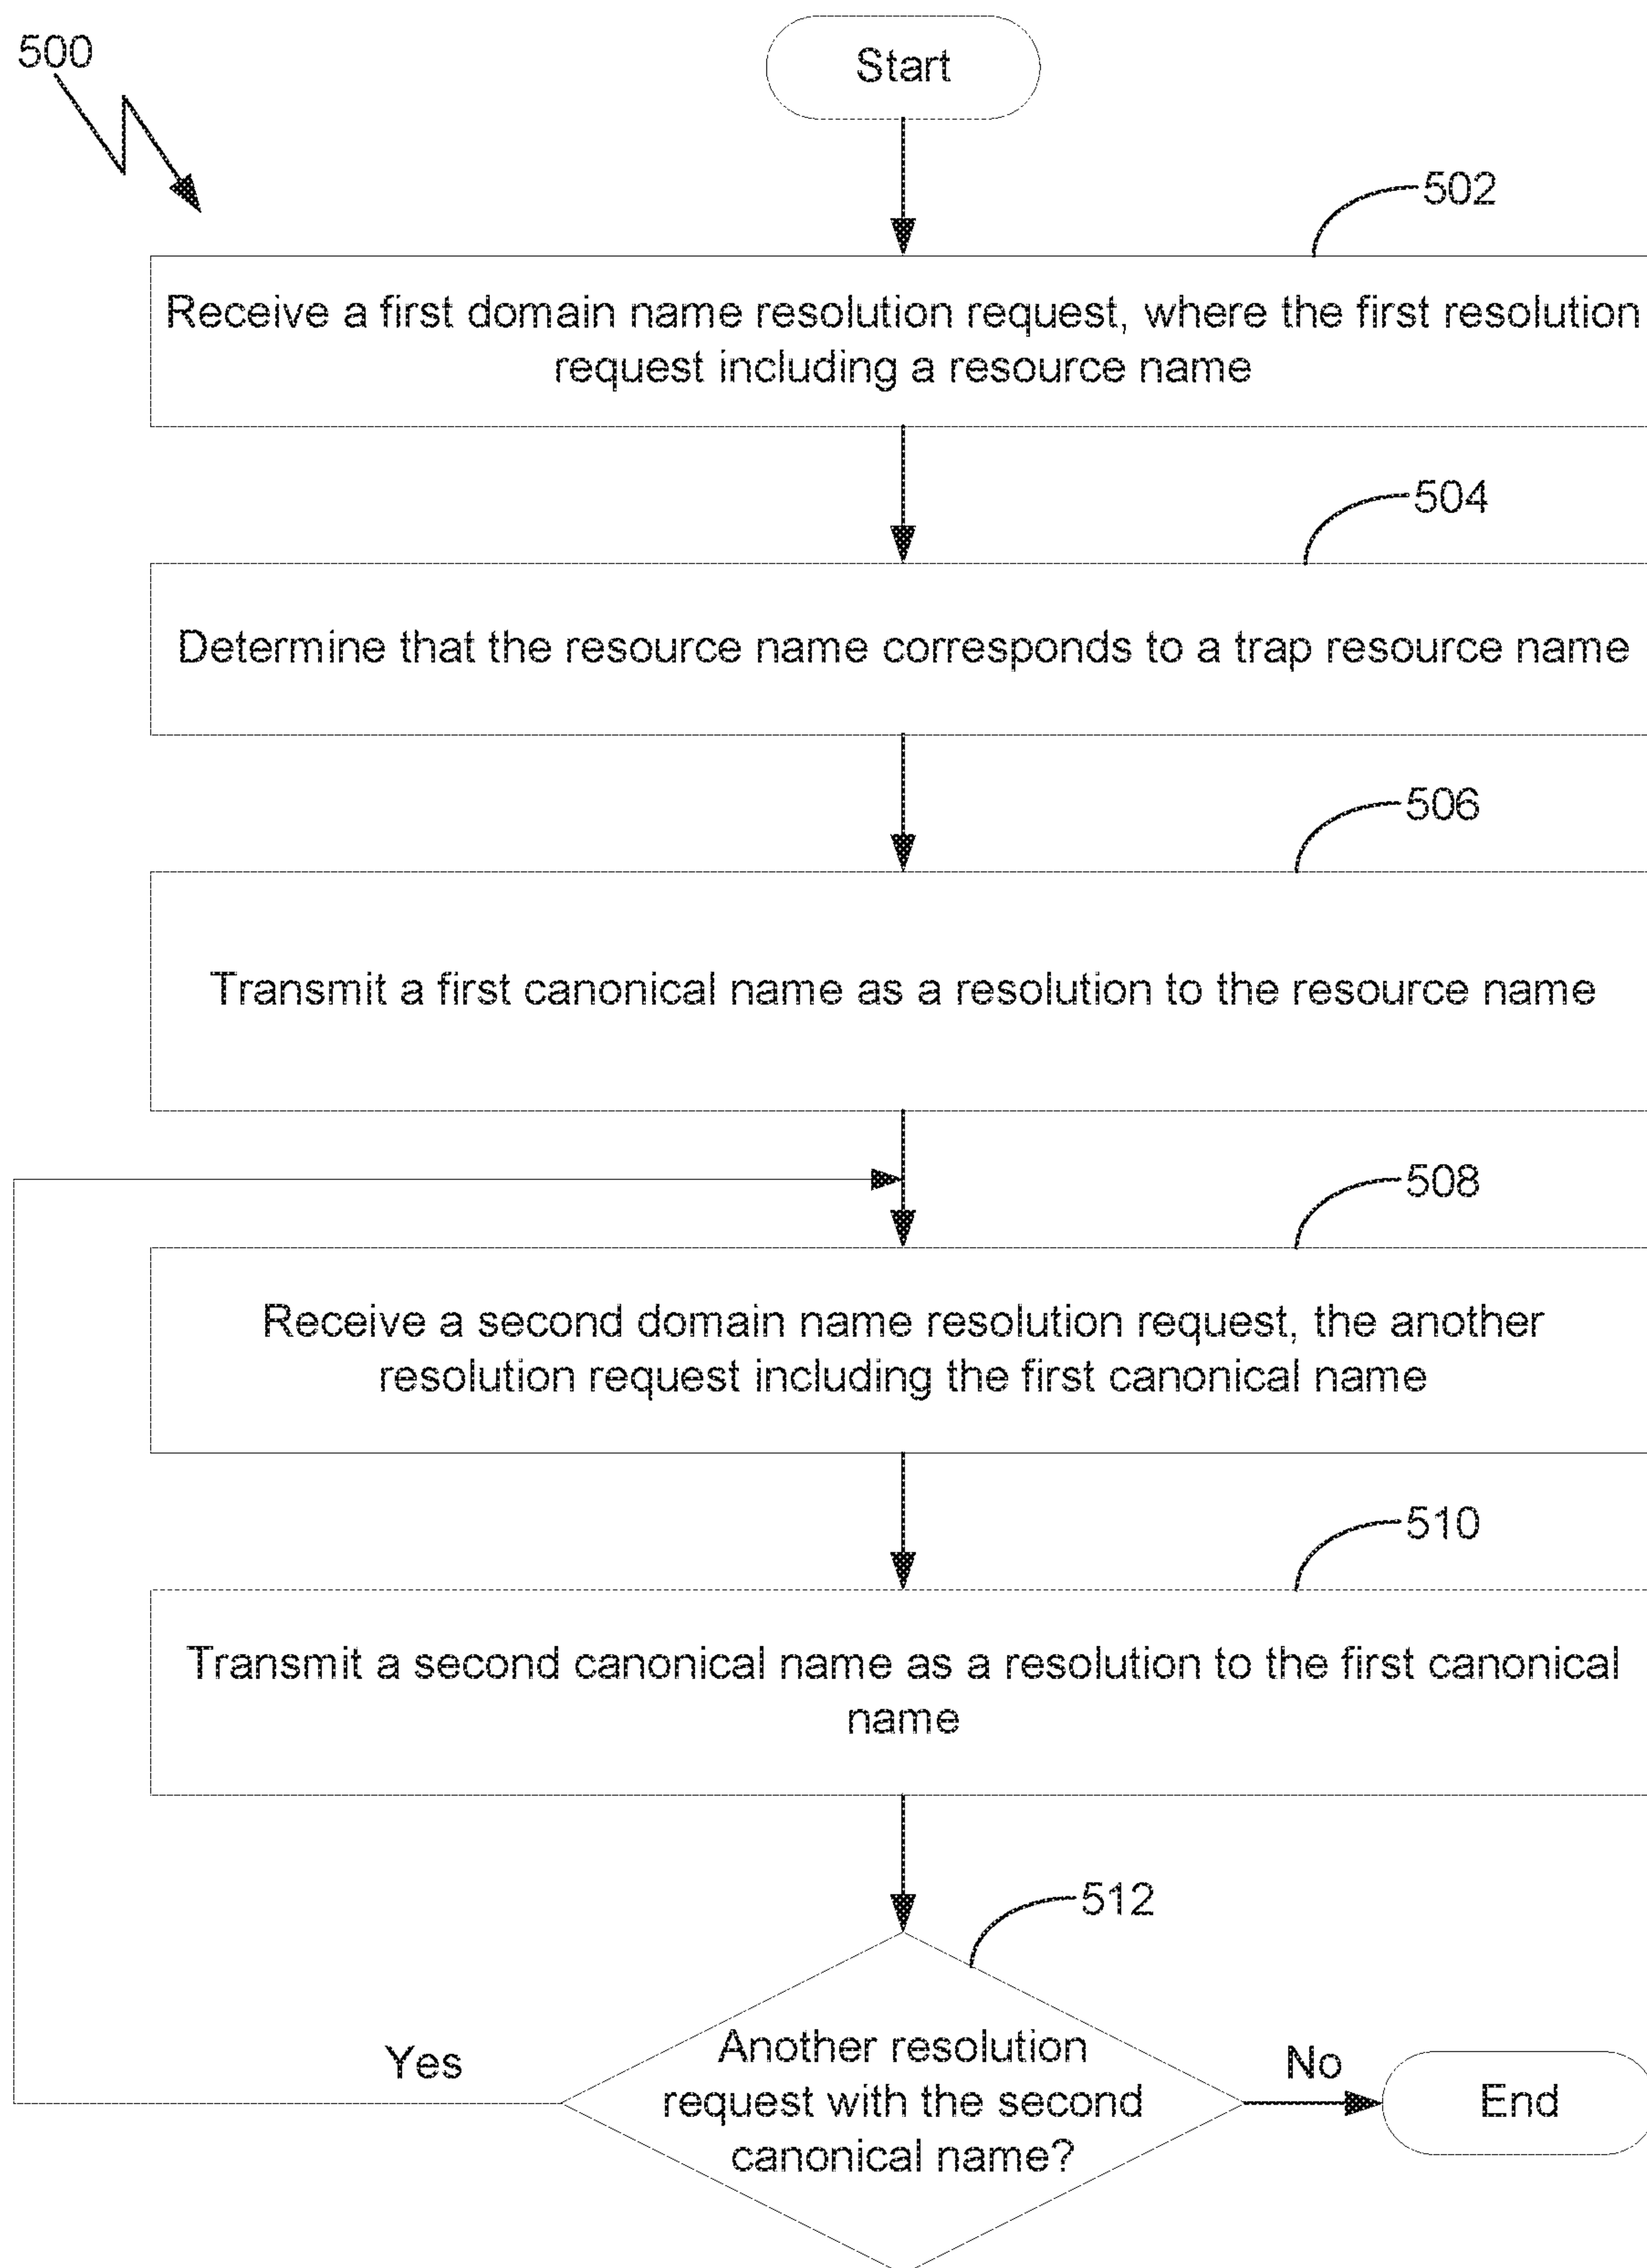 500
Start
502
Receive a first domain name resolution request, where the first resolution
request including a resource name
504
Determine that the resource name corresponds to a trap resource name
506
Transmit a first canonical name as a resolution to the resource name
508
Receive a second domain name resolution request, the another
resolution request including the first canonical name
510
Transmit a second canonical name as a resolution to the first canonical
name
512
Another resolution
request with the second
canonical name?
Yes
No
End